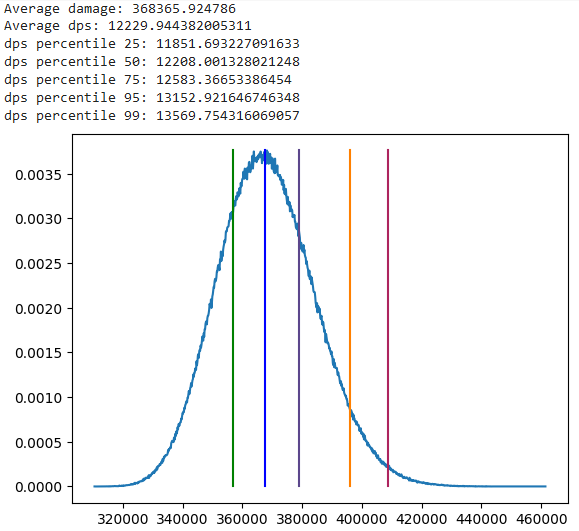 Average damage: 368365.924786
Average dps: 12229.944382005311
dps percentile 25: 11851.693227091633
dps percentile 50: 12208.001328021248
dps percentile 75: 12583.36653386454
dps percentile 95: 13152.921646746348
dps percentile 99: 13569.754316069057
0.0035
0.0030
0.0025
0.0020
0.0015
0.0010
0.0005
0.0000
320000 340000 360000 380000 400000 420000 440000 460000